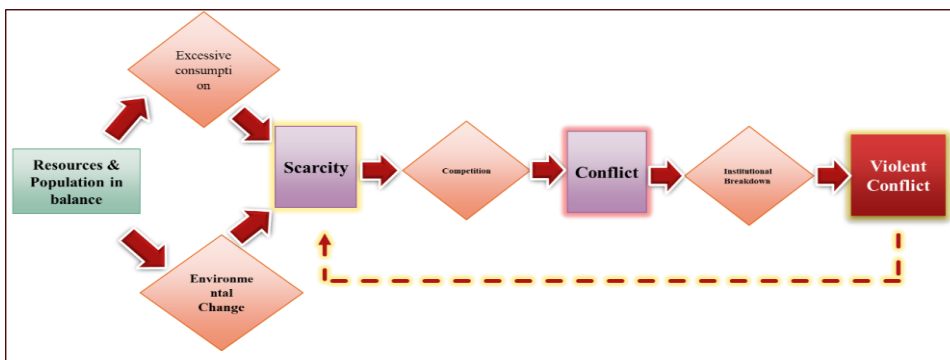 Excessive
consumpti
on
Resources &
Population in
balance
Environme
ntal
Change
Scarcity
Competition
Conflict
Institutional
Breakdown
Violent
Conflict